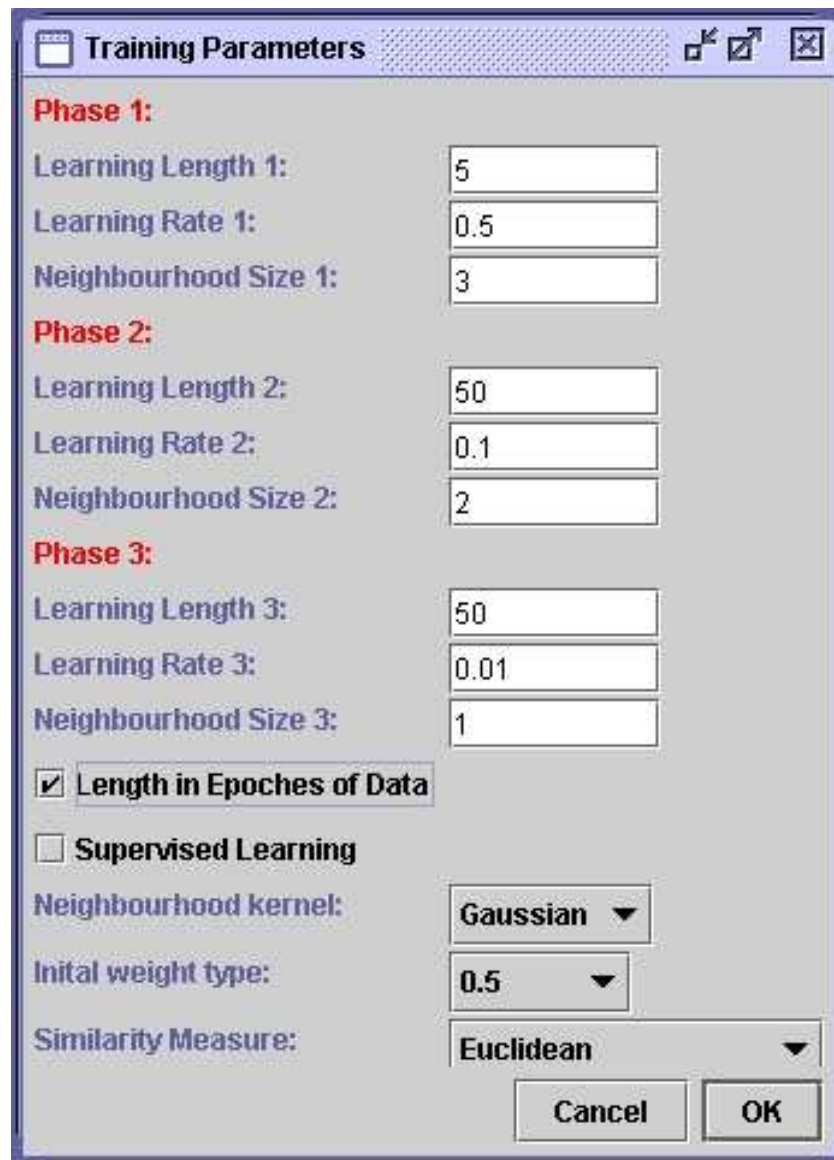 Training Parameters
Phase 1:
Learning Length 1: 5
Learning Rate 1: 0.5
Neighbourhood Size 1: 3
Phase 2:
Learning Length 2: 50
Learning Rate 2: 0.1
Neighbourhood Size 2: 2
Phase 3:
Learning Length 3: 50
Learning Rate 3: 0.01
Neighbourhood Size 3: 1
Length in Epoches of Data
Supervised Learning
Neighbourhood kernel: Gaussian
Inital weight type: 0.5
Similarity Measure: Euclidean
Cancel OK